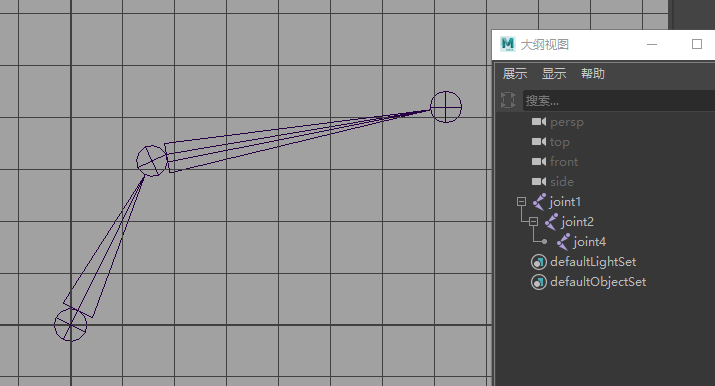 大纲视图
展示 显示 帮助
搜索...
persp
top
front
side
joint1
joint2
joint4
defaultLightSet
defaultObjectSet